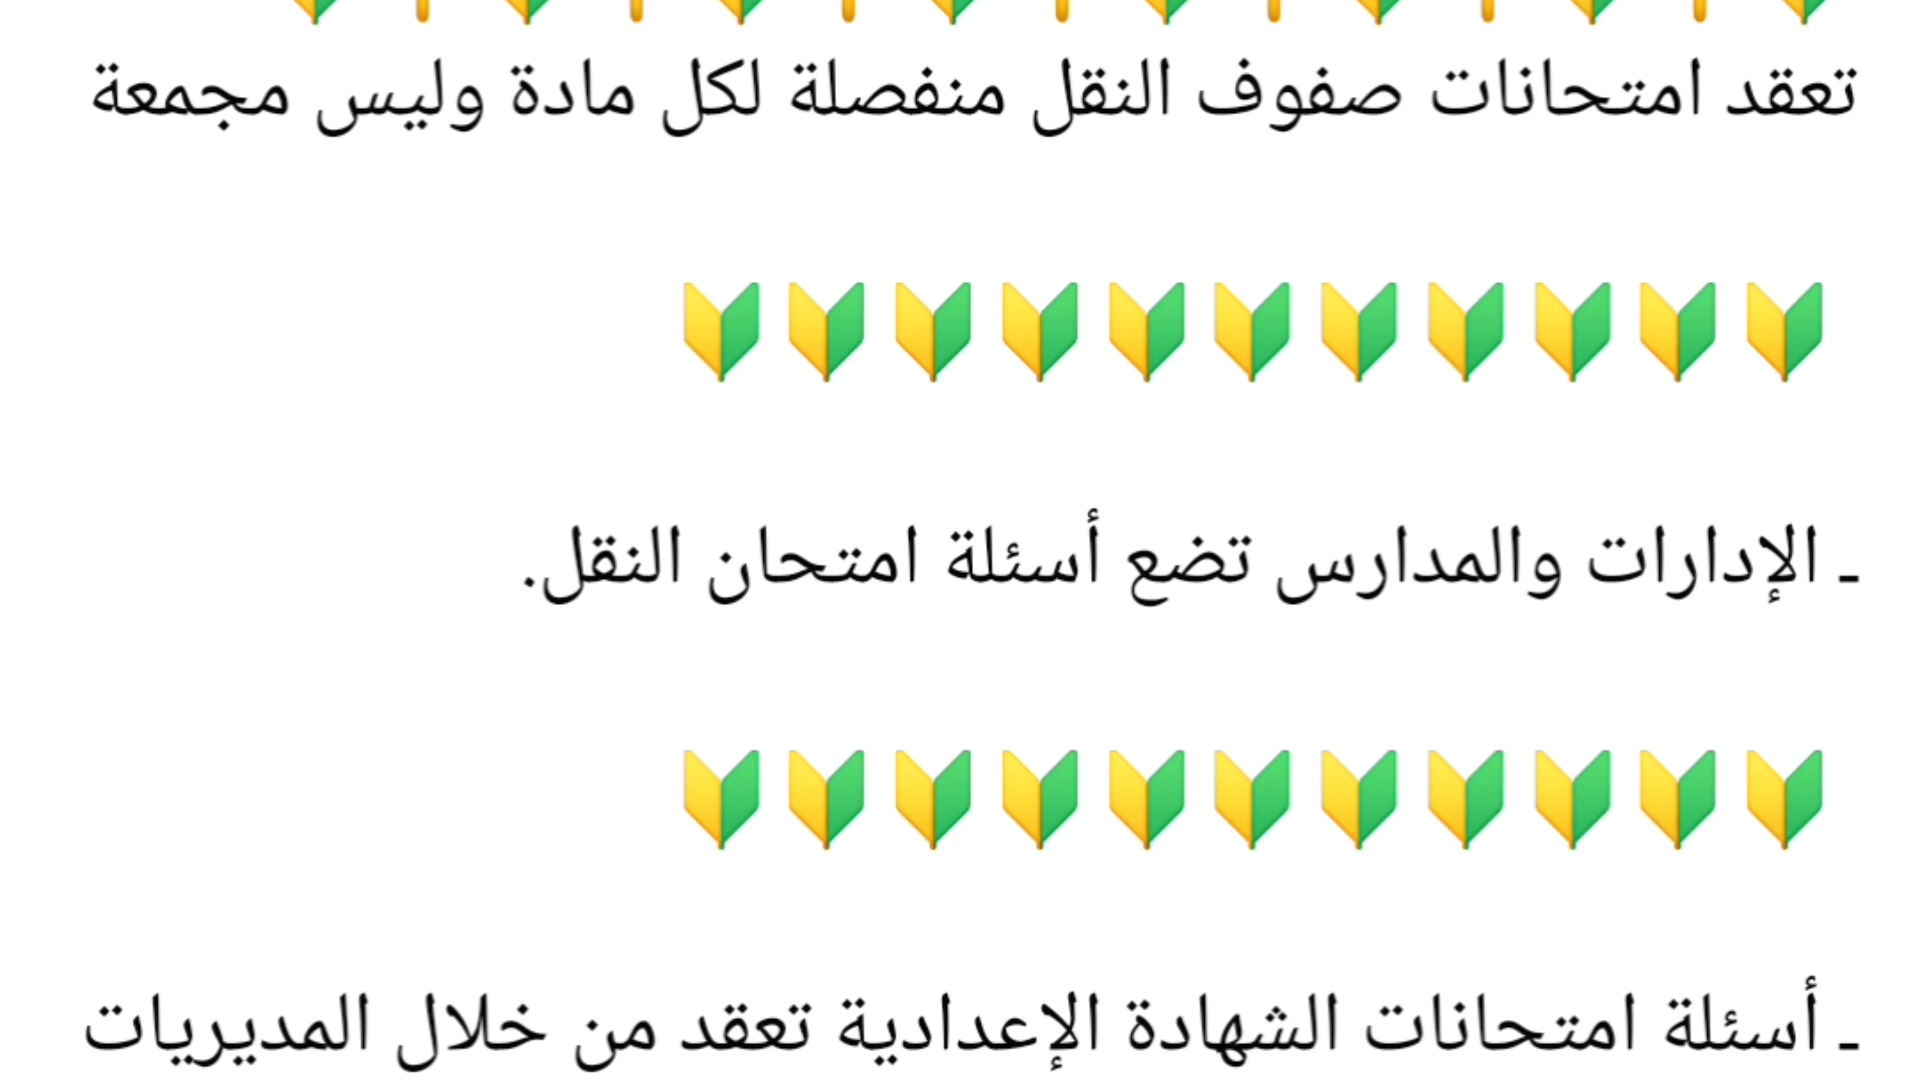 تعقد امتحانات صفوف النقل منفصلة لكل مادة وليس مجمعة
ـ الإدارات والمدارس تضع أسئلة امتحان النقل.
ـ أسئلة امتحانات الشهادة الإعدادية تعقد من خلال المديريات